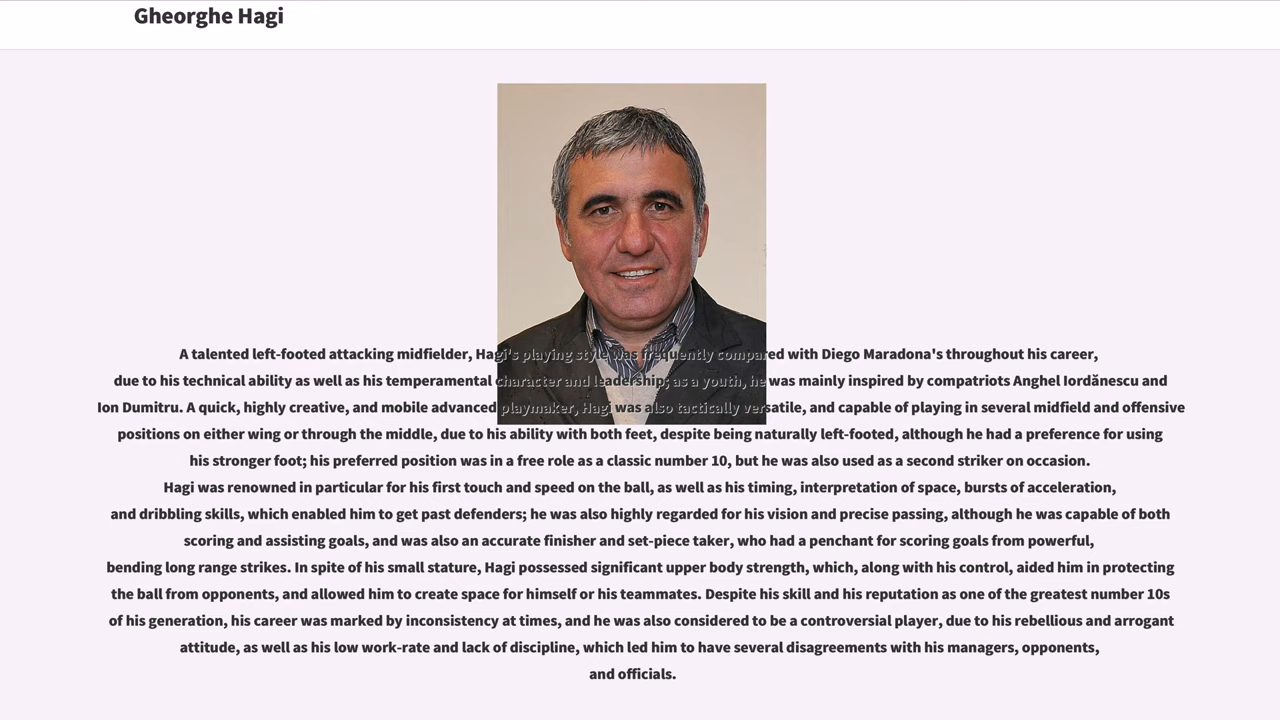 Gheorghe Hagi
A talented left-footed attacking midfielder, Hagi's playing style was frequently compared with Diego Maradona's throughout his career,
due to his technical ability as well as his temperamental character and leadership; as a youth, he was mainly inspired by compatriots Anghel Iordănescu and
Ion Dumitru. A quick, highly creative, and mobile advanced playmaker, Hagi was also tactically versatile, and capable of playing in several midfield and offensive
positions on either wing or through the middle, due to his ability with both feet, despite being naturally left-footed, although he had a preference for using
his stronger foot; his preferred position was in a free role as a classic number 10, but he was also used as a second striker on occasion.
Hagi was renowned in particular for his first touch and speed on the ball, as well as his timing, interpretation of space, bursts of acceleration,
and dribbling skills, which enabled him to get past defenders; he was also highly regarded for his vision and precise passing, although he was capable of both
scoring and assisting goals, and was also an accurate finisher and set-piece taker, who had a penchant for scoring goals from powerful,
bending long range strikes. In spite of his small stature, Hagi possessed significant upper body strength, which, along with his control, aided him in protecting
the ball from opponents, and allowed him to create space for himself or his teammates. Despite his skill and his reputation as one of the greatest number 10s
of his generation, his career was marked by inconsistency at times, and he was also considered to be a controversial player, due to his rebellious and arrogant
attitude, as well as his low work-rate and lack of discipline, which led him to have several disagreements with his managers, opponents,
and officials.